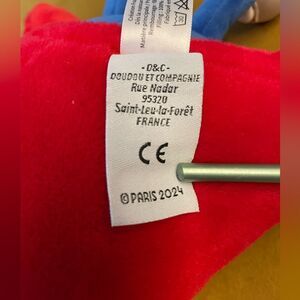 - D&C -
DOUDOU ET COMPAGNIE
Rue Nadar
95320
Saint-Leu-la-Forêt
FRANCE
CE
© PARIS 2024